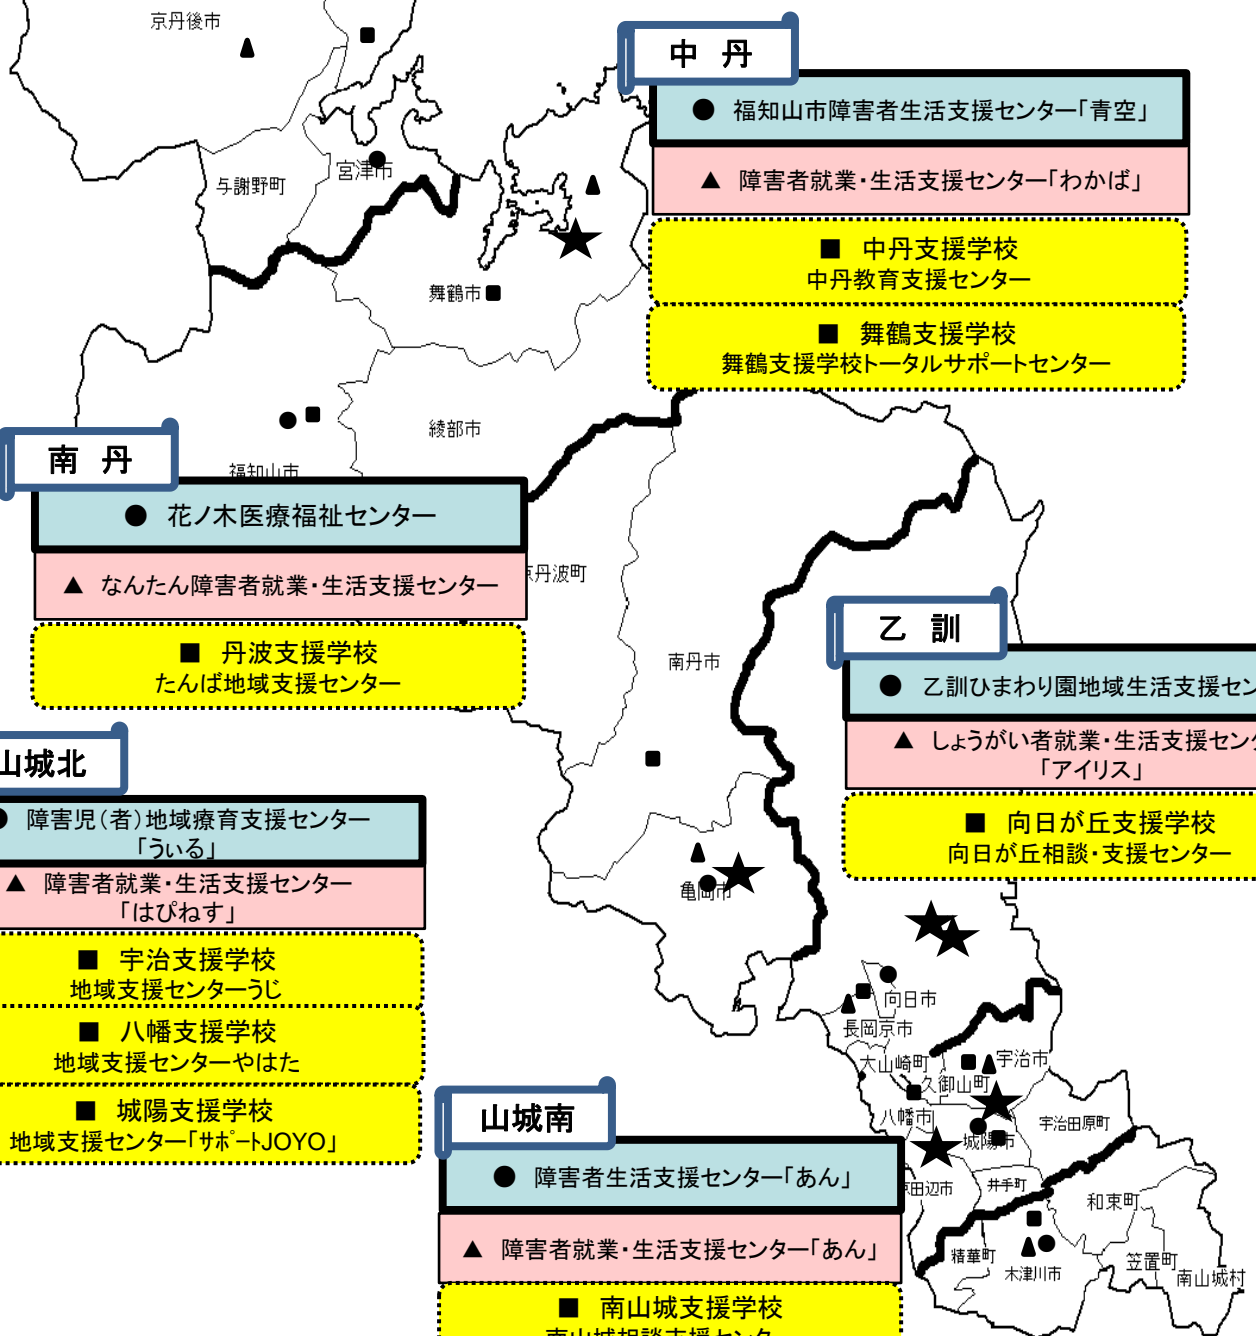 京丹後市
中 丹
● 福知山市障害者生活支援センター「青空」
▲ 障害者就業・生活支援センター「わかば」
■ 中丹支援学校
中丹教育支援センター
■ 舞鶴支援学校
舞鶴支援学校トータルサポートセンター
宮津市
与謝野町
舞鶴市
綾部市
福知山市
南 丹
● 花ノ木医療福祉センター
▲ なんたん障害者就業・生活支援センター
■ 丹波支援学校
たんば地域支援センター
丹波町
南丹市
亀岡市
乙 訓
● 乙訓ひまわり園地域生活支援セン
▲ しょうがい者就業・生活支援セン
「アイリス」
■ 向日が丘支援学校
向日が丘相談・支援センター
山城北
● 障害児(者)地域療育支援センター
「うぃる」
▲ 障害者就業・生活支援センター
「はぴねす」
■ 宇治支援学校
地域支援センターうじ
■ 八幡支援学校
地域支援センターやはた
■ 城陽支援学校
地域支援センター「サポートJOYO」
向日市
長岡京市
大山崎町
宇治市
久御山町
八幡市
城陽市
宇治田原町
田辺市
井手町
和束町
精華町
木津川市
笠置町
南山城村
山城南
● 障害者生活支援センター「あん」
▲ 障害者就業・生活支援センター「あん」
■ 南山城支援学校
南山城相談支援センター